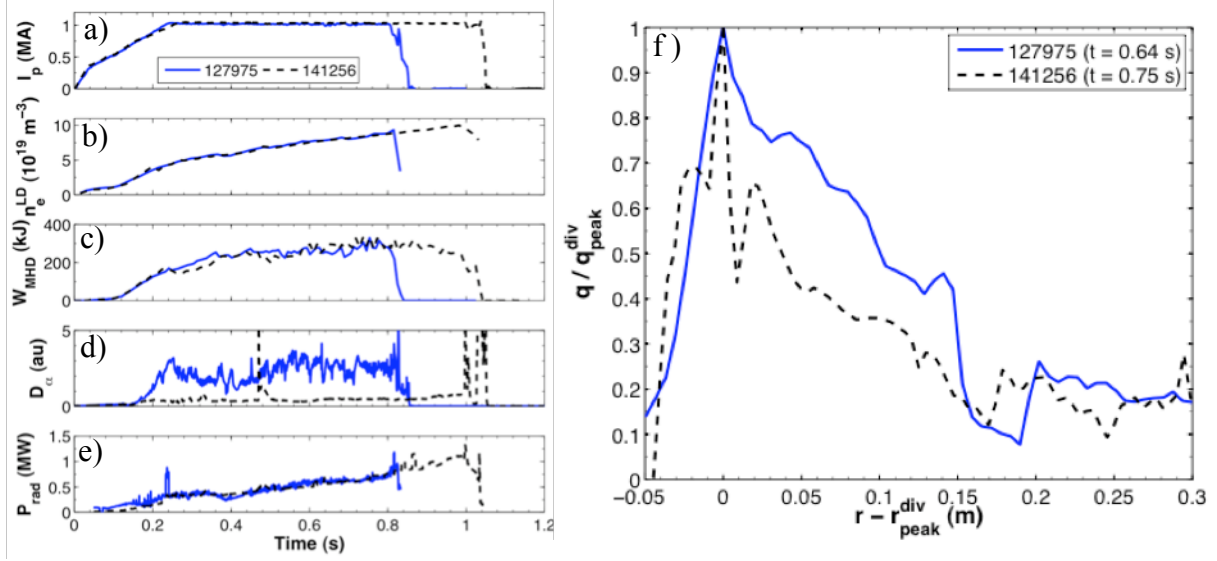 a)
I_p (MA)
1
0.5
0
127975
141256
b)
n_e^LD (10^19 m^-3)
10
5
0
c)
W_MHD (kJ)
400
200
0
d)
D_α (au)
5
0
e)
P_rad (MW)
1.5
1
0.5
0
0 0.2 0.4 0.6 0.8 1 1.2
Time (s)
f)
127975 (t = 0.64 s)
141256 (t = 0.75 s)
q / q_peak^div
1
0.9
0.8
0.7
0.6
0.5
0.4
0.3
0.2
0.1
0
−0.05 0 0.05 0.1 0.15 0.2 0.25 0.3
r − r_peak^div (m)